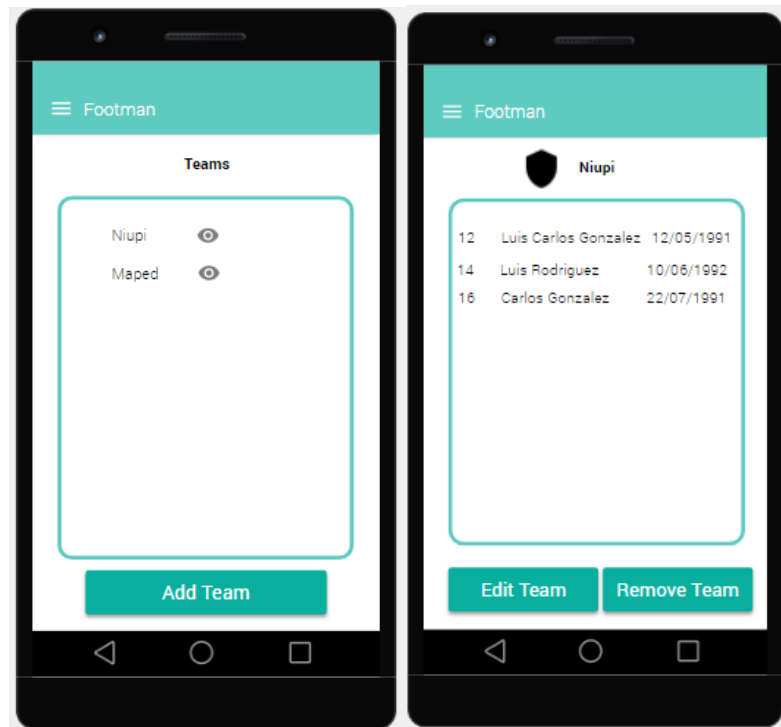 Footman
Teams
Niupi
Maped
Add Team
Footman
Niupi
12 Luis Carlos Gonzalez 12/05/1991
14 Luis Rodriguez 10/06/1992
16 Carlos Gonzalez 22/07/1991
Edit Team Remove Team